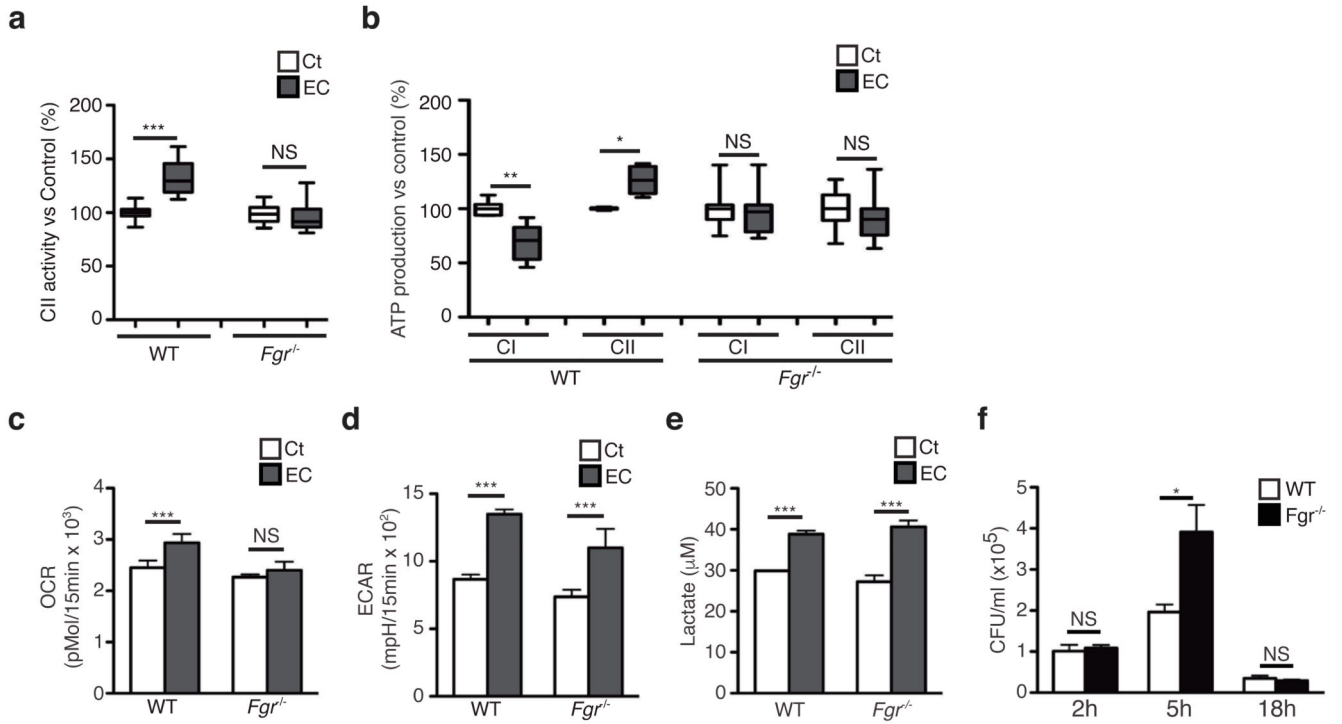 a
Ct
EC
CII activity vs Control (%)
200
150
100
50
0
***
NS
WT
Fgr-/-
b
Ct
EC
ATP production vs control (%)
200
150
100
50
0
**
*
NS
NS
CI
CII
CI
CII
WT
Fgr-/-
c
Ct
EC
OCR
(pMol/15min x 10³)
4
3
2
1
0
***
NS
WT
Fgr-/-
d
Ct
EC
ECAR
(mpH/15min x 10²)
15
10
5
0
***
***
WT
Fgr-/-
e
Ct
EC
Lactate (μM)
50
40
30
20
10
0
***
***
WT
Fgr-/-
f
WT
Fgr-/-
CFU/ml (x10⁵)
5
4
3
2
1
0
NS
*
NS
2h
5h
18h